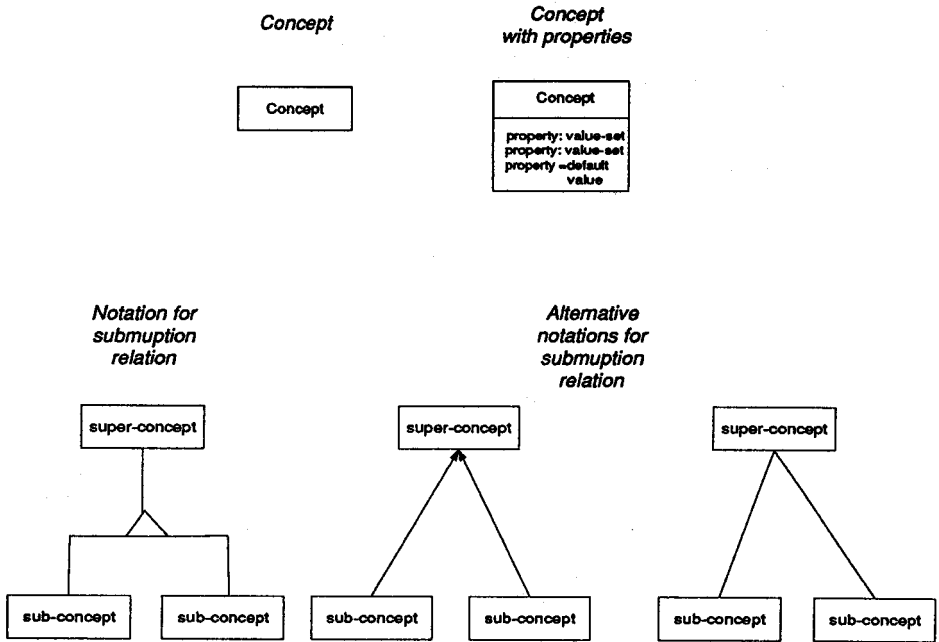 Concept
Concept
with properties
Concept
Concept
property: value-set
property: value-set
property =default
value
Notation for
submuption
relation
Alternative
notations for
submuption
relation
super-concept
super-concept
super-concept
sub-concept
sub-concept
sub-concept
sub-concept
sub-concept
sub-concept